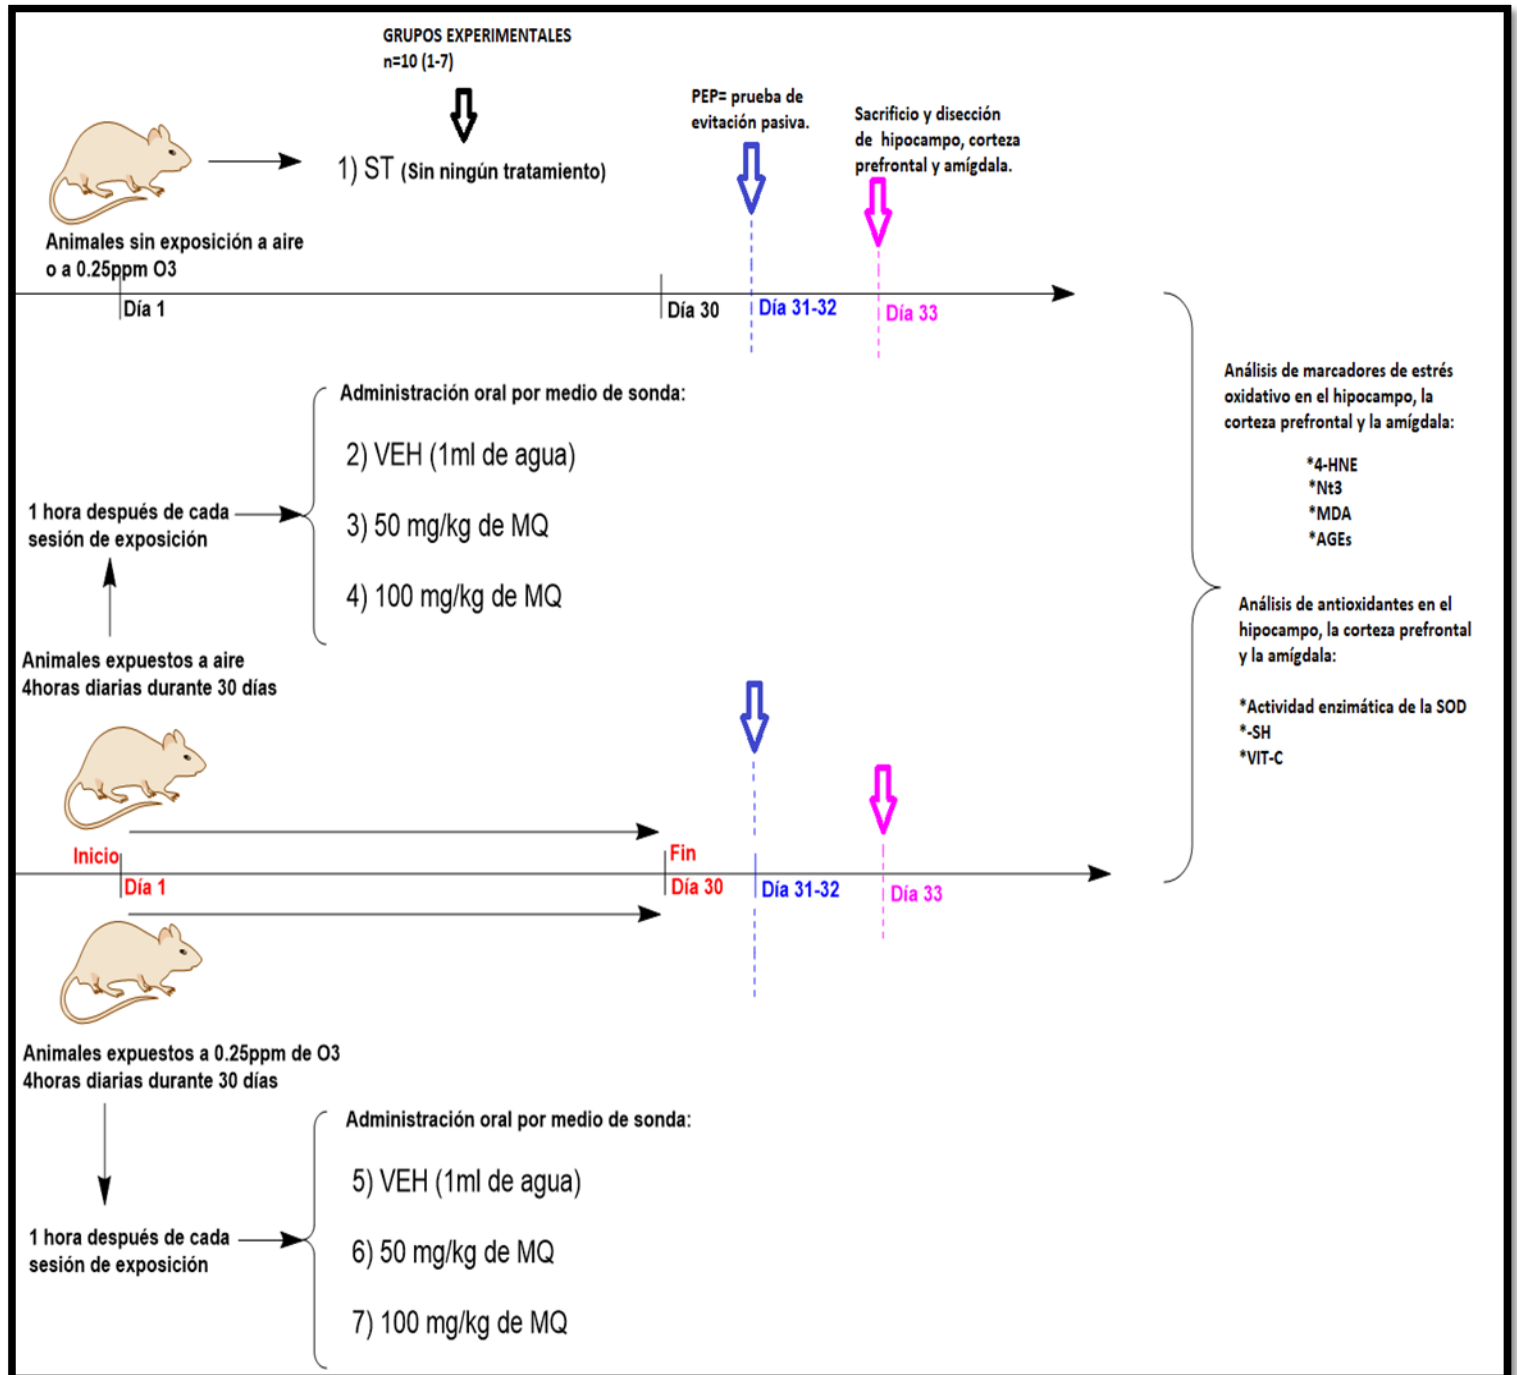 GRUPOS EXPERIMENTALES
n=10 (1-7)
PEP= prueba de
evitación pasiva.
Sacrificio y disección
de hipocampo, corteza
prefrontal y amígdala.
1) ST (Sin ningún tratamiento)
Animales sin exposición a aire
o a 0.25ppm O3
Día 1
Día 30
Día 31-32
Día 33
Administración oral por medio de sonda:
2) VEH (1ml de agua)
3) 50 mg/kg de MQ
4) 100 mg/kg de MQ
1 hora después de cada
sesión de exposición
Animales expuestos a aire
4horas diarias durante 30 días
Inicio
Fin
Día 1
Día 30
Día 31-32
Día 33
Animales expuestos a 0.25ppm de O3
4horas diarias durante 30 días
1 hora después de cada
sesión de exposición
Administración oral por medio de sonda:
5) VEH (1ml de agua)
6) 50 mg/kg de MQ
7) 100 mg/kg de MQ
Análisis de marcadores de estrés
oxidativo en el hipocampo, la
corteza prefrontal y la amígdala:
*4-HNE
*Nt3
*MDA
*AGEs
Análisis de antioxidantes en el
hipocampo, la corteza prefrontal
y la amígdala:
*Actividad enzimática de la SOD
*-SH
*VIT-C